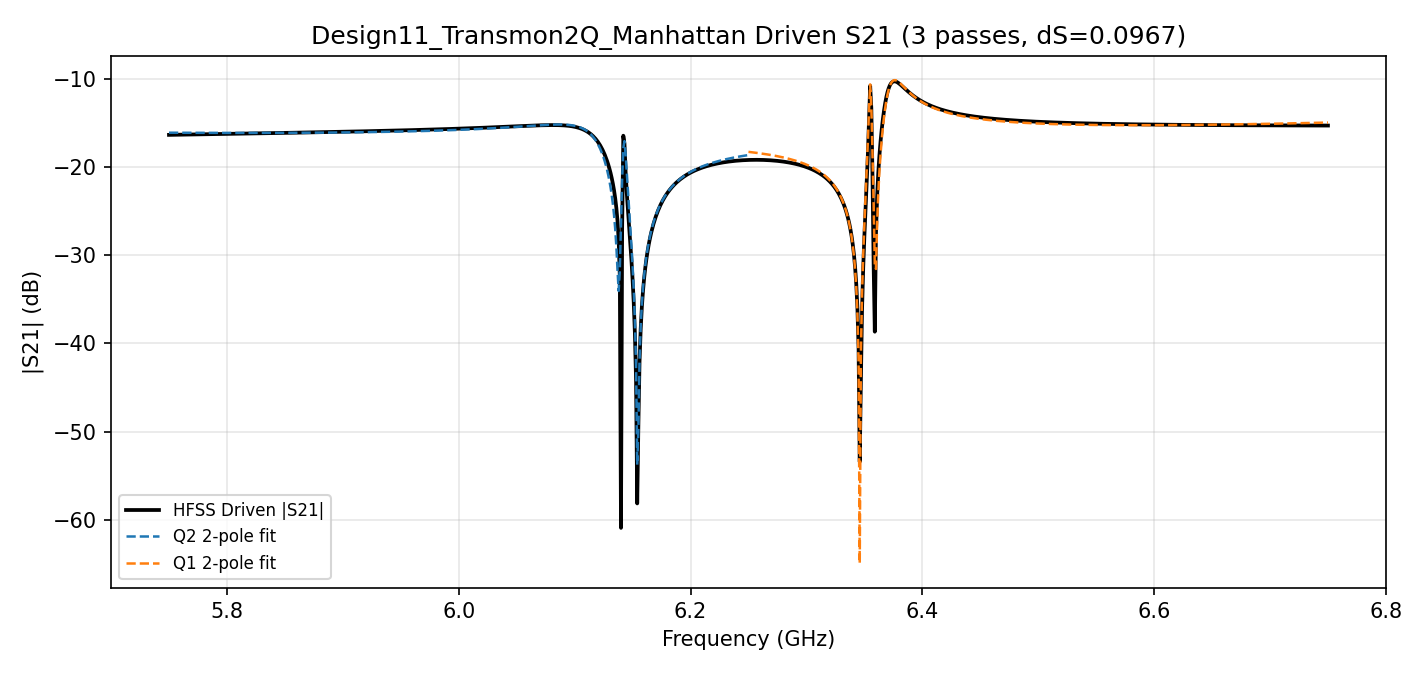 Design11_Transmon2Q_Manhattan Driven S21 (3 passes, dS=0.0967)
|S21| (dB)
−10
−20
−30
−40
−50
−60
HFSS Driven |S21|
Q2 2-pole fit
Q1 2-pole fit
5.8 6.0 6.2 6.4 6.6 6.8
Frequency (GHz)